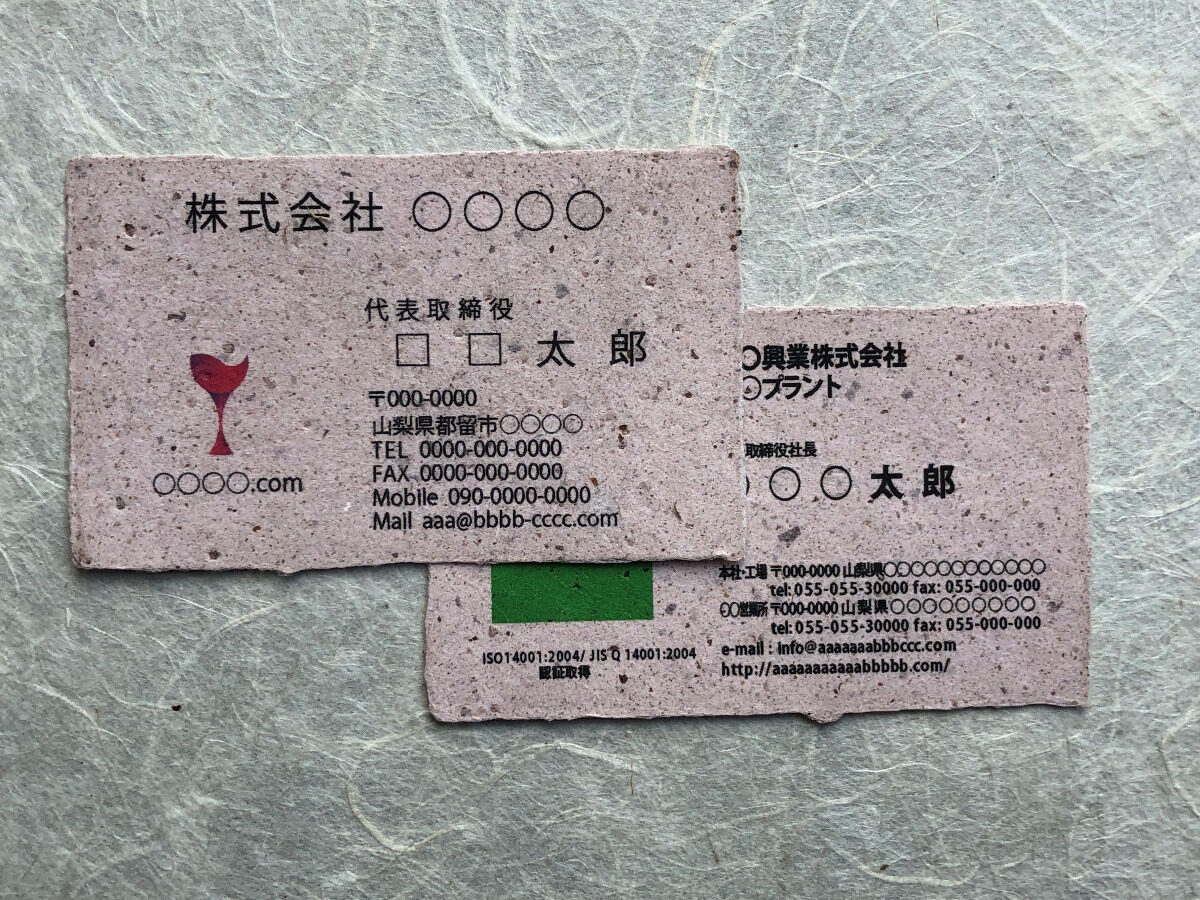 株式会社 ○○○○
代表取締役
□ □ 太 郎
〒000-0000
山梨県都留市○○○○
TEL 0000-000-0000
FAX 0000-000-0000
Mobile 090-0000-0000
Mail aaa@bbbb-cccc.com
○○○○.com
○興業株式会社
○プラント
取締役社長
○ ○ 太 郎
本社・工場 〒000-0000 山梨県○○○○○○○○○○
tel:055-055-30000 fax: 055-000-000
○○営業所 〒000-0000 山梨県○○○○○○○○○
tel:055-055-30000 fax: 055-000-000
e-mail : info@aaaaaaabbbccc.com
http://aaaaaaaaaaabbbbb.com/
ISO14001:2004/ JIS Q 14001:2004
認証取得